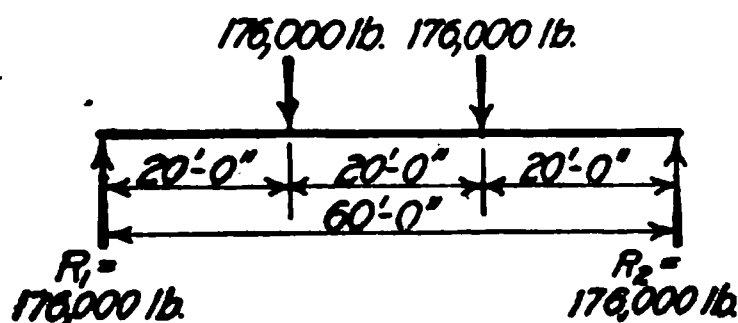 176,000 lb. 176,000 lb.
20'-0" 20'-0" 20'-0"
60'-0"
R₁ =
176,000 lb.
R₂ =
176,000 lb.